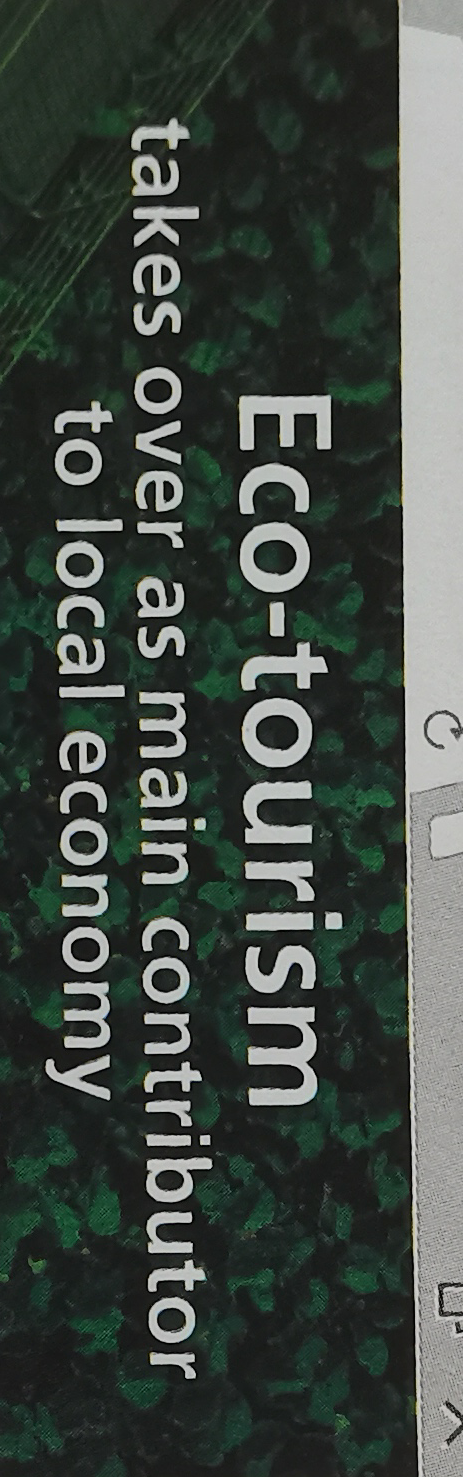 Eco-tourism
takes over as main contributor
to local economy